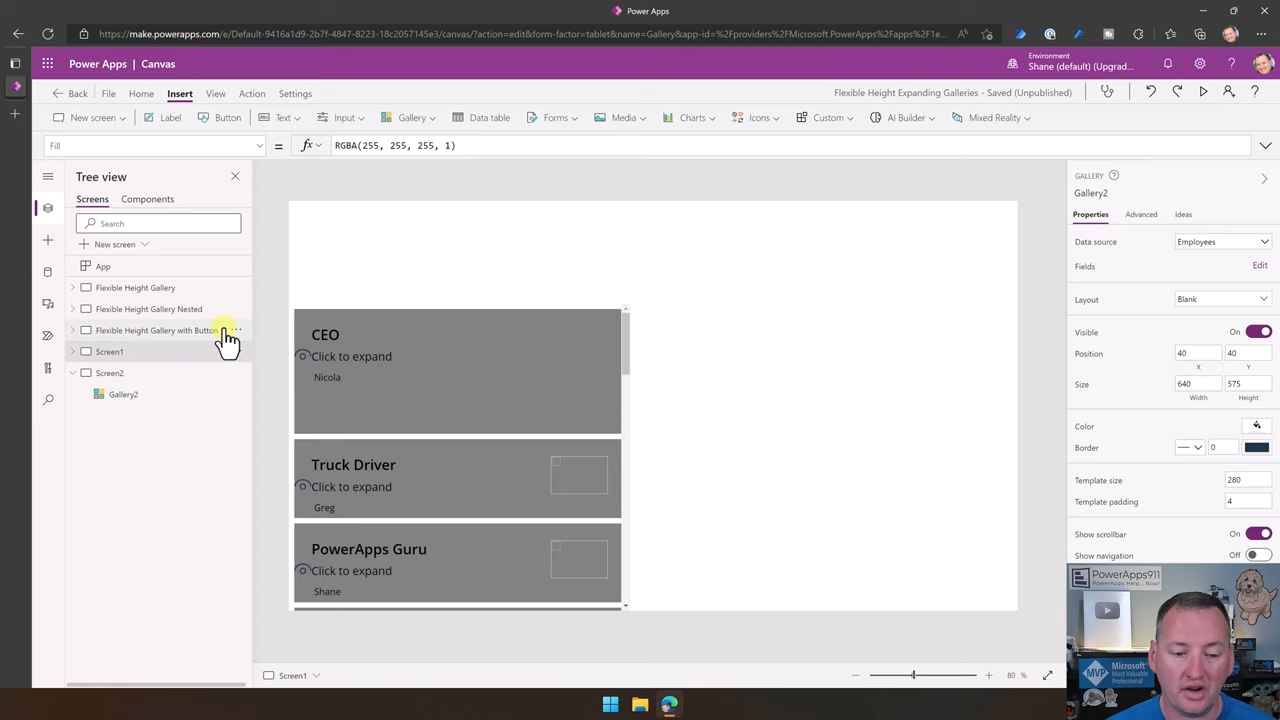 Power Apps
https://make.powerapps.com/e/Default-9416a1d9-2b7f-4847-8223-18c2057145e3/canvas/?action=edit&form-factor=tablet&name=Gallery&app-id=%2Fproviders%2FMicrosoft.PowerApps%2Fapps%2F1e...
Power Apps | Canvas
Environment
Shane (default) (Upgrad...
Back File Home Insert View Action Settings
Flexible Height Expanding Galleries - Saved (Unpublished)
New screen Label Button Text Input Gallery Data table Forms Media Charts Icons Custom AI Builder Mixed Reality
Fill = fx RGBA(255, 255, 255, 1)
Tree view
Screens Components
Search
New screen
App
Flexible Height Gallery
Flexible Height Gallery Nested
Flexible Height Gallery with Button
Screen1
Screen2
Gallery2
CEO
Click to expand
Nicola
Truck Driver
Click to expand
Greg
PowerApps Guru
Click to expand
Shane
GALLERY
Gallery2
Properties Advanced Ideas
Data source Employees
Fields Edit
Layout Blank
Visible On
Position 40 40
X Y
Size 640 575
Width Height
Color
Border 0
Template size 280
Template padding 4
Show scrollbar On
Show navigation Off
PowerApps911
PowerApps Help... Now!
Microsoft
Most Valuable
Professional
MVP
Screen1
80 %